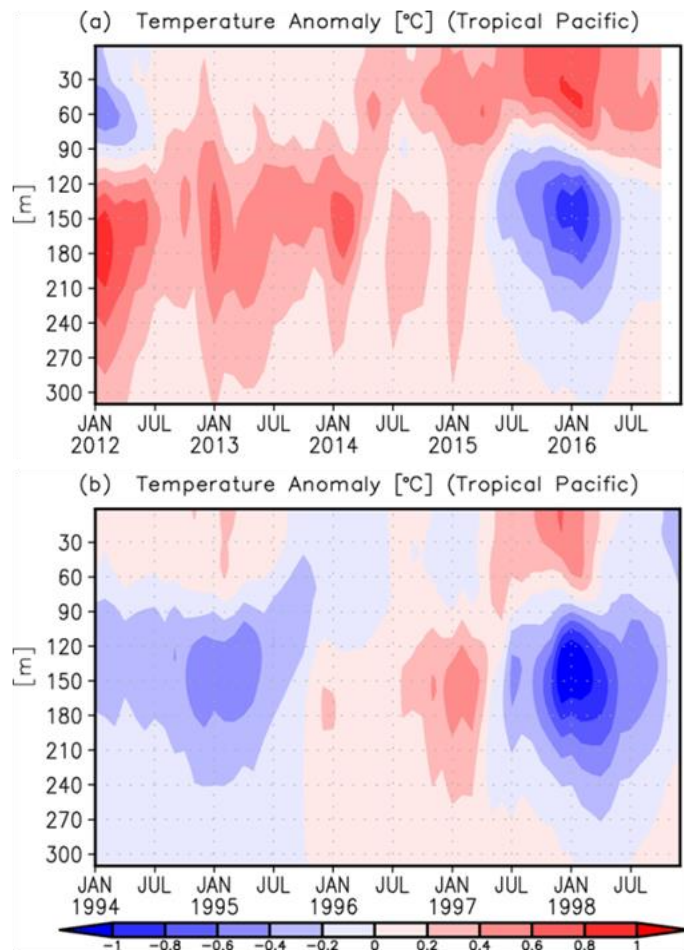 (a) Temperature Anomaly [°C] (Tropical Pacific)
30
60
90
120
150
180
210
240
270
300
[m]
JAN JUL JAN JUL JAN JUL JAN JUL JAN JUL
2012 2013 2014 2015 2016
(b) Temperature Anomaly [°C] (Tropical Pacific)
30
60
90
120
150
180
210
240
270
300
[m]
JAN JUL JAN JUL JAN JUL JAN JUL JAN JUL
1994 1995 1996 1997 1998
-1 -0.8 -0.6 -0.4 -0.2 0 0.2 0.4 0.6 0.8 1